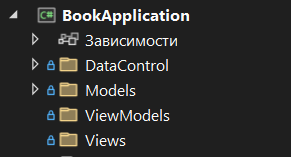 BookApplication
Зависимости
DataControl
Models
ViewModels
Views